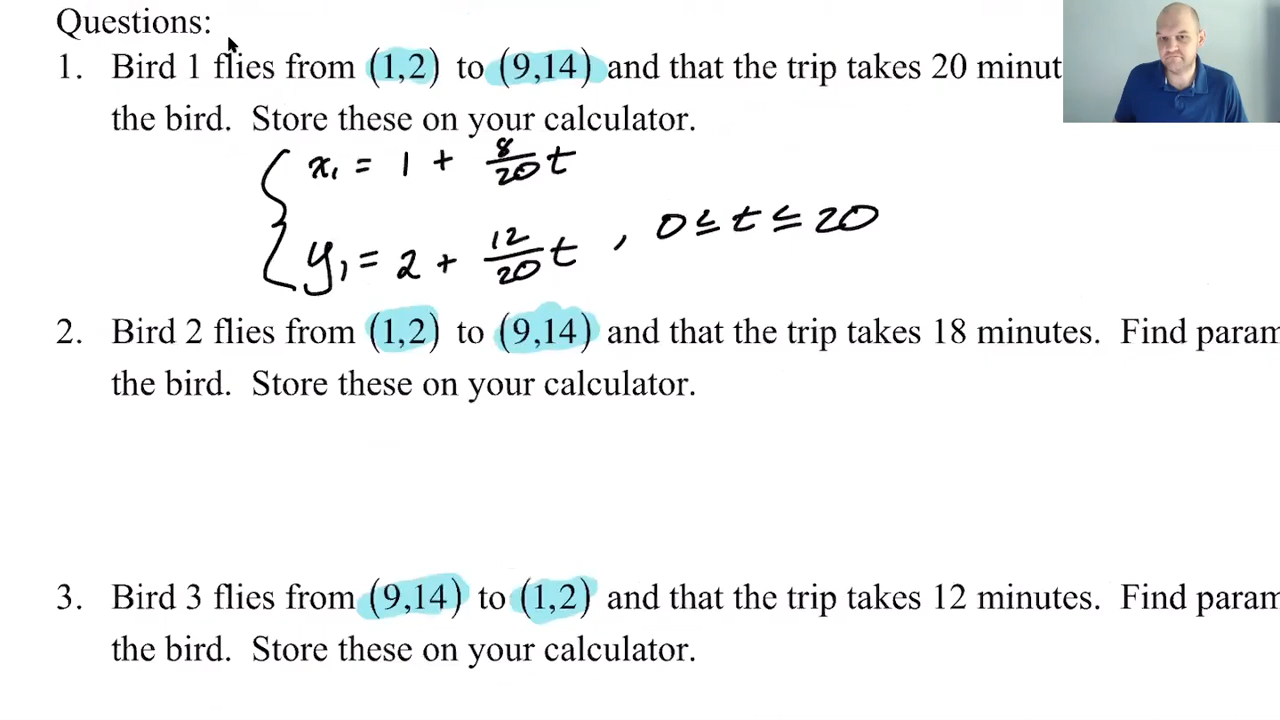 Questions:
1. Bird 1 flies from (1,2) to (9,14) and that the trip takes 20 minut
the bird. Store these on your calculator.
x₁ = 1 + 8/20 t
y₁ = 2 + 12/20 t , 0 ≤ t ≤ 20
2. Bird 2 flies from (1,2) to (9,14) and that the trip takes 18 minutes. Find param
the bird. Store these on your calculator.
3. Bird 3 flies from (9,14) to (1,2) and that the trip takes 12 minutes. Find param
the bird. Store these on your calculator.